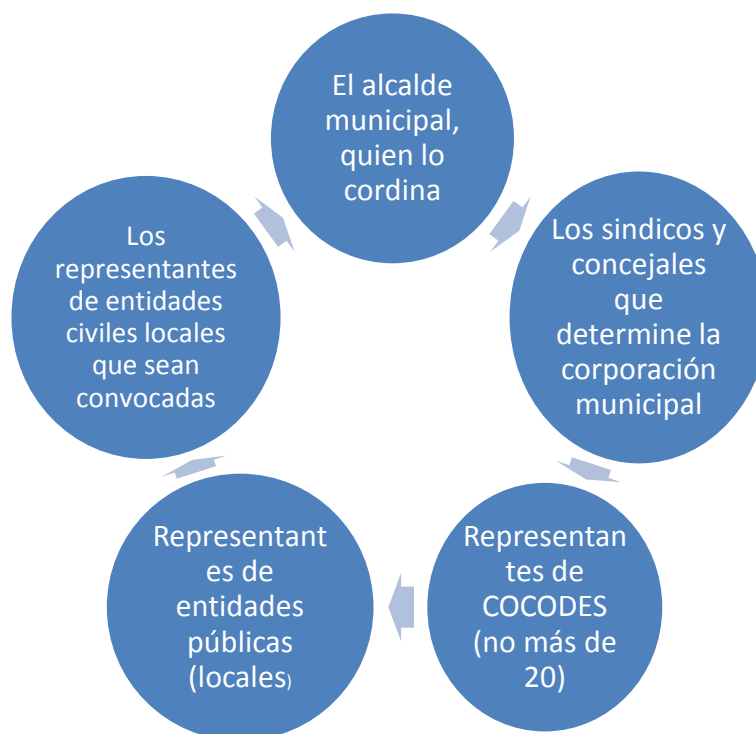 El alcalde
municipal,
quien lo
cordina
Los sindicos y
concejales
que
determine la
corporación
municipal
Representan
tes de
COCODES
(no más de
20)
Representant
es de
entidades
públicas
(locales)
Los
representantes
de entidades
civiles locales
que sean
convocadas